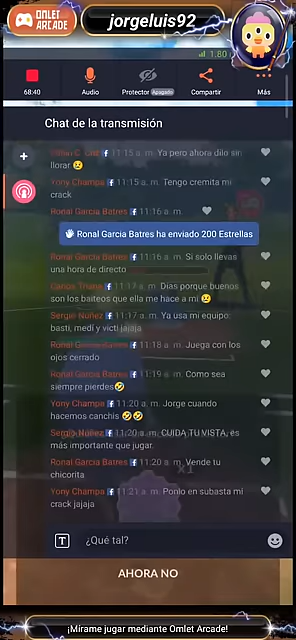 OMLET
ARCADE
jorgeluis92
1.80
68:40
Audio
Protector Apagado
Compartir
Más
Chat de la transmisión
11:15 a. m. Ya pero ahora dilo sin
llorar 😢
Yony Champa 11:15 a. m. Tengo cremita mi
crack
Ronal Garcia Batres 11:16 a. m.
Ronal Garcia Batres ha enviado 200 Estrellas
Ronal Garcia Batres 11:16 a. m. Si solo llevas
una hora de directo
11:17 a. m. Dias porque buenos
son los baiteos que ella me hace a mi 😢
Sergio Núñez 11:17 a. m. Ya usa mi equipo:
basti, medi y victi jajaja
Ronal Garcia Batres 11:18 a. m. Juega con los
ojos cerrado
Ronal Garcia Batres 11:19 a. m. Como sea
siempre pierdes🤣
Yony Champa 11:20 a. m. Jorge cuando
hacemos canchis 🤣🤣
Sergio Núñez 11:20 a. m. CUIDA TU VISTA, es
más importante que jugar.
Ronal Garcia Batres 11:20 a. m. Vende tu
chicorita
x1
Yony Champa 11:21 a. m. Ponlo en subasta mi
crack jajaja
T ¿Qué tal?
AHORA NO
¡Mírame jugar mediante Omlet Arcade!